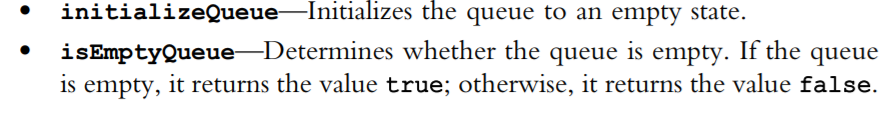 • initializeQueue—Initializes the queue to an empty state.
• isEmptyQueue—Determines whether the queue is empty. If the queue
is empty, it returns the value true; otherwise, it returns the value false.